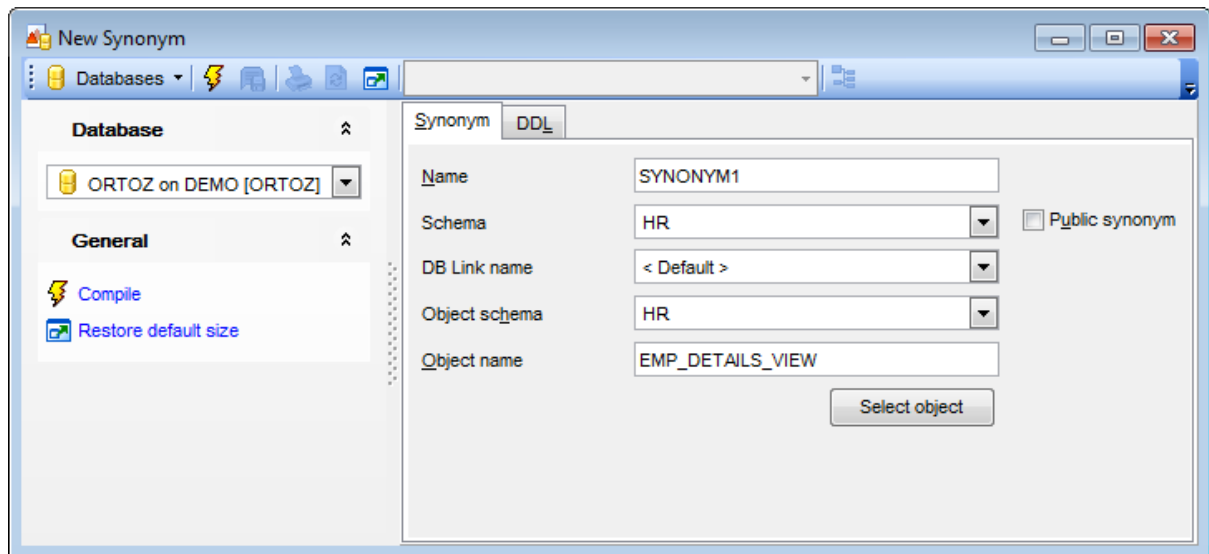 New Synonym
Databases
Database
ORTOZ on DEMO [ORTOZ]
General
Compile
Restore default size
Synonym DDL
Name SYNONYM1
Schema HR Public synonym
DB Link name < Default >
Object schema HR
Object name EMP_DETAILS_VIEW
Select object